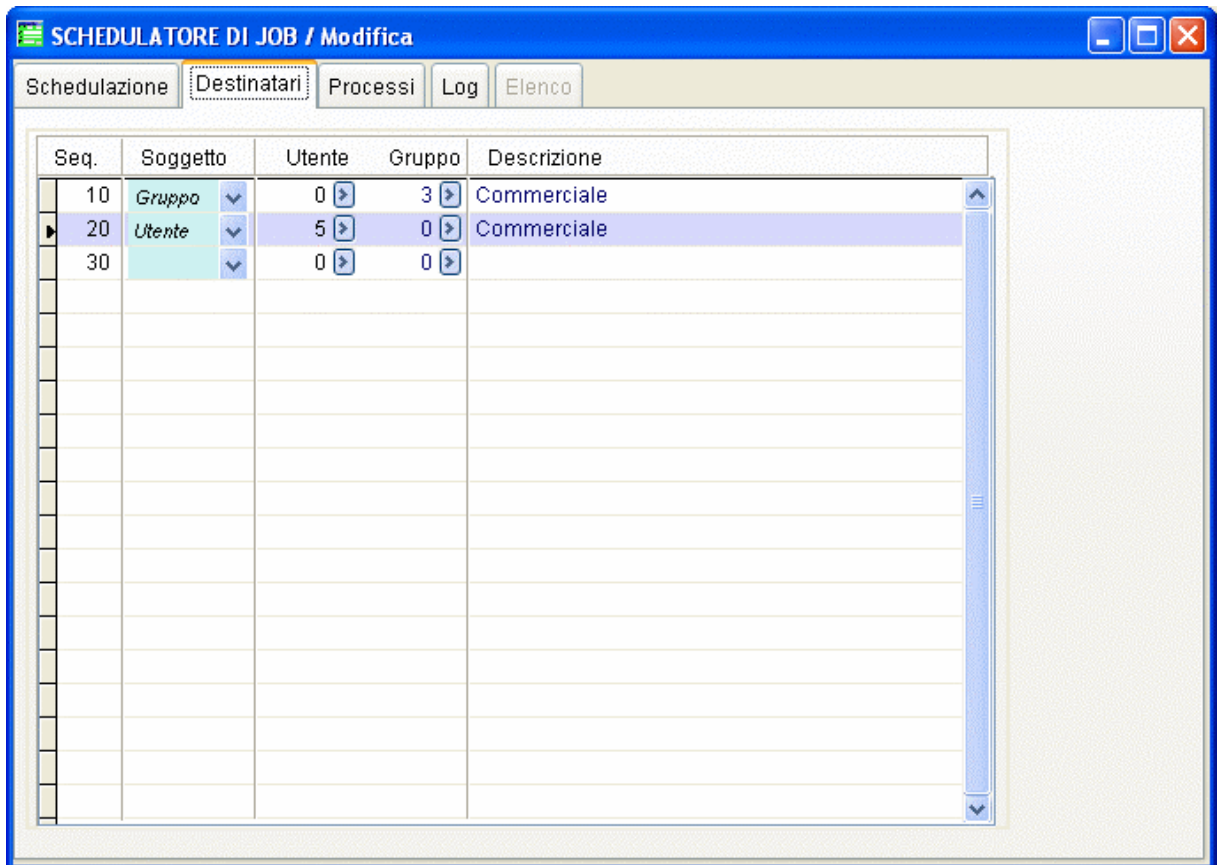 SCHEDULATORE DI JOB / Modifica
Schedulazione Destinatari Processi Log Elenco
Seq. Soggetto Utente Gruppo Descrizione
10 Gruppo 0 3 Commerciale
20 Utente 5 0 Commerciale
30 0 0